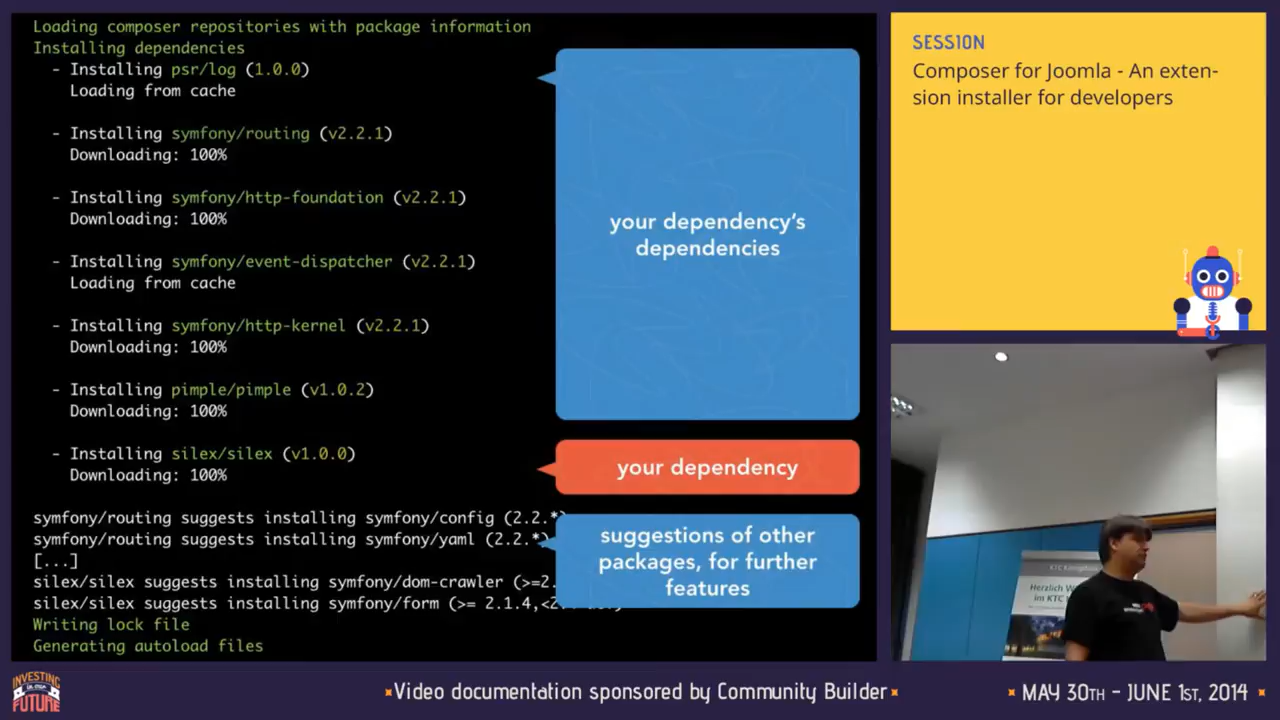 Loading composer repositories with package information
Installing dependencies
- Installing psr/log (1.0.0)
Loading from cache
- Installing symfony/routing (v2.2.1)
Downloading: 100%
- Installing symfony/http-foundation (v2.2.1)
Downloading: 100%
- Installing symfony/event-dispatcher (v2.2.1)
Loading from cache
- Installing symfony/http-kernel (v2.2.1)
Downloading: 100%
- Installing pimple/pimple (v1.0.2)
Downloading: 100%
- Installing silex/silex (v1.0.0)
Downloading: 100%
symfony/routing suggests installing symfony/config (2.2.*)
symfony/routing suggests installing symfony/yaml (2.2.*)
[...]
silex/silex suggests installing symfony/dom-crawler (>=2.
silex/silex suggests installing symfony/form (>= 2.1.4,<2.
Writing lock file
Generating autoload files
your dependency's
dependencies
your dependency
suggestions of other
packages, for further
features
SESSION
Composer for Joomla - An exten-
sion installer for developers
Herzlich
im KTC
INVESTING
IN OUR
FUTURE
Video documentation sponsored by Community Builder
MAY 30TH - JUNE 1ST, 2014